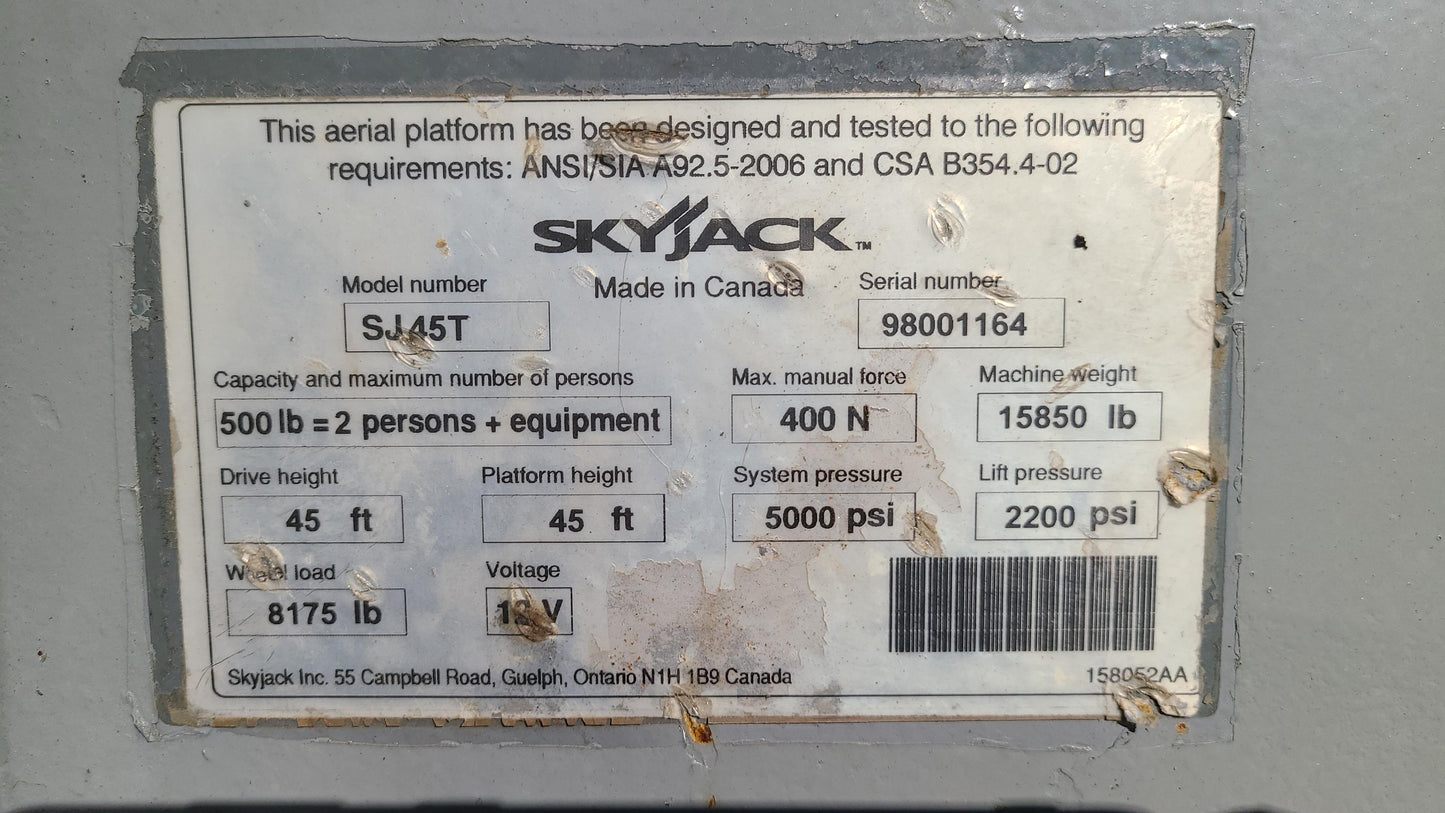 This aerial platform has been designed and tested to the following
requirements: ANSI/SIA A92.5-2006 and CSA B354.4-02
SKYJACK™
Made in Canada
Model number
SJ45T
Serial number
98001164
Capacity and maximum number of persons
500 lb = 2 persons + equipment
Max. manual force
400 N
Machine weight
15850 lb
Drive height
45 ft
Platform height
45 ft
System pressure
5000 psi
Lift pressure
2200 psi
Wheel load
8175 lb
Voltage
12 V
Skyjack Inc. 55 Campbell Road, Guelph, Ontario N1H 1B9 Canada
158052AA